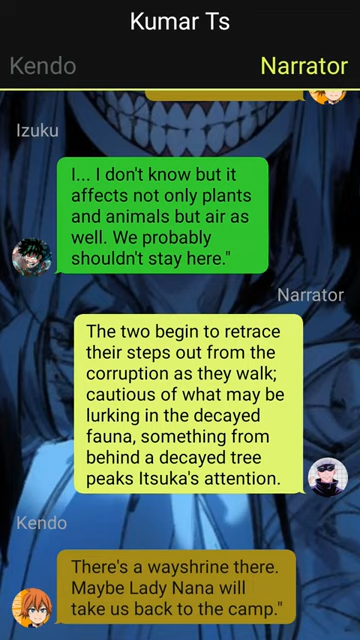 Kumar Ts
Kendo
Narrator
Izuku
I... I don't know but it
affects not only plants
and animals but air as
well. We probably
shouldn't stay here."
Narrator
The two begin to retrace
their steps out from the
corruption as they walk;
cautious of what may be
lurking in the decayed
fauna, something from
behind a decayed tree
peaks Itsuka's attention.
Kendo
There's a wayshrine there.
Maybe Lady Nana will
take us back to the camp."